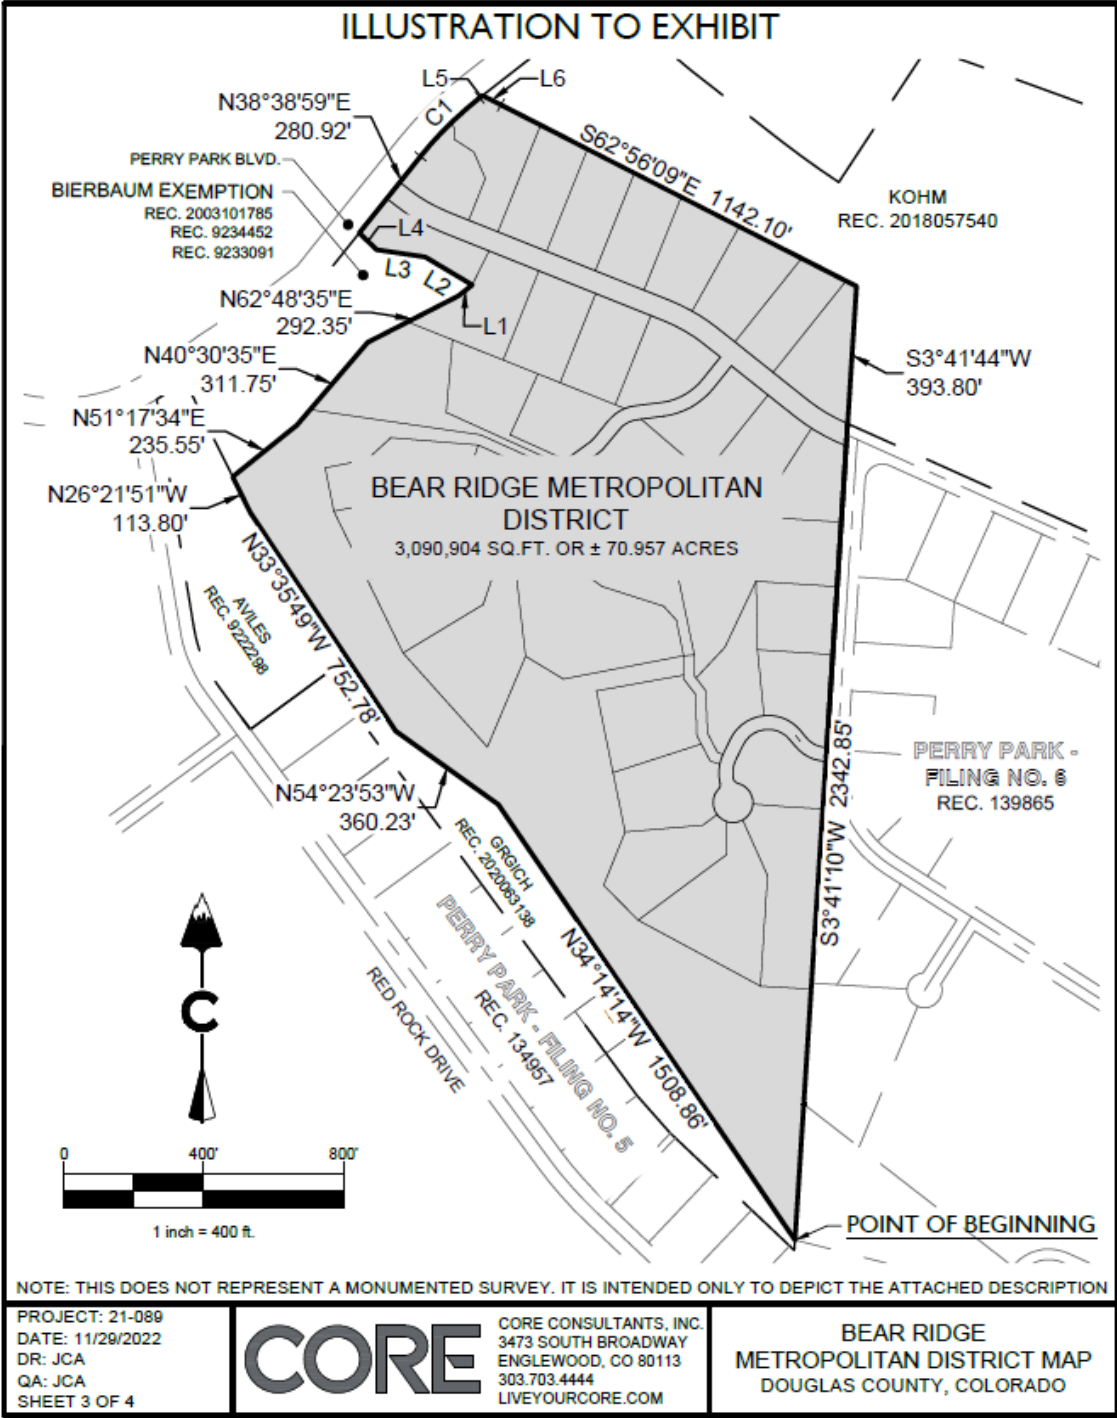 ILLUSTRATION TO EXHIBIT
L5
L6
N38°38'59"E
280.92'
C1
S62°56'09"E 1142.10'
PERRY PARK BLVD.
BIERBAUM EXEMPTION
REC. 2003101785
REC. 9234452
REC. 9233091
KOHM
REC. 2018057540
L4
L3
L2
L1
N62°48'35"E
292.35'
N40°30'35"E
311.75'
S3°41'44"W
393.80'
N51°17'34"E
235.55'
N26°21'51"W
113.80'
BEAR RIDGE METROPOLITAN
DISTRICT
3,090,904 SQ.FT. OR ± 70.957 ACRES
N33°35'49"W 752.78'
AVILES
REC. 9222298
N54°23'53"W
360.23'
S3°41'10"W 2342.85'
PERRY PARK -
FILING NO. 6
REC. 139865
GRGICH
REC. 2020063138
PERRY PARK - FILING NO. 5
REC. 134957
N34°14'14"W 1508.86'
RED ROCK DRIVE
C
0 400' 800'
1 inch = 400 ft.
POINT OF BEGINNING
NOTE: THIS DOES NOT REPRESENT A MONUMENTED SURVEY. IT IS INTENDED ONLY TO DEPICT THE ATTACHED DESCRIPTION
PROJECT: 21-089
DATE: 11/29/2022
DR: JCA
QA: JCA
SHEET 3 OF 4
CORE
CORE CONSULTANTS, INC.
3473 SOUTH BROADWAY
ENGLEWOOD, CO 80113
303.703.4444
LIVEYOURCORE.COM
BEAR RIDGE
METROPOLITAN DISTRICT MAP
DOUGLAS COUNTY, COLORADO